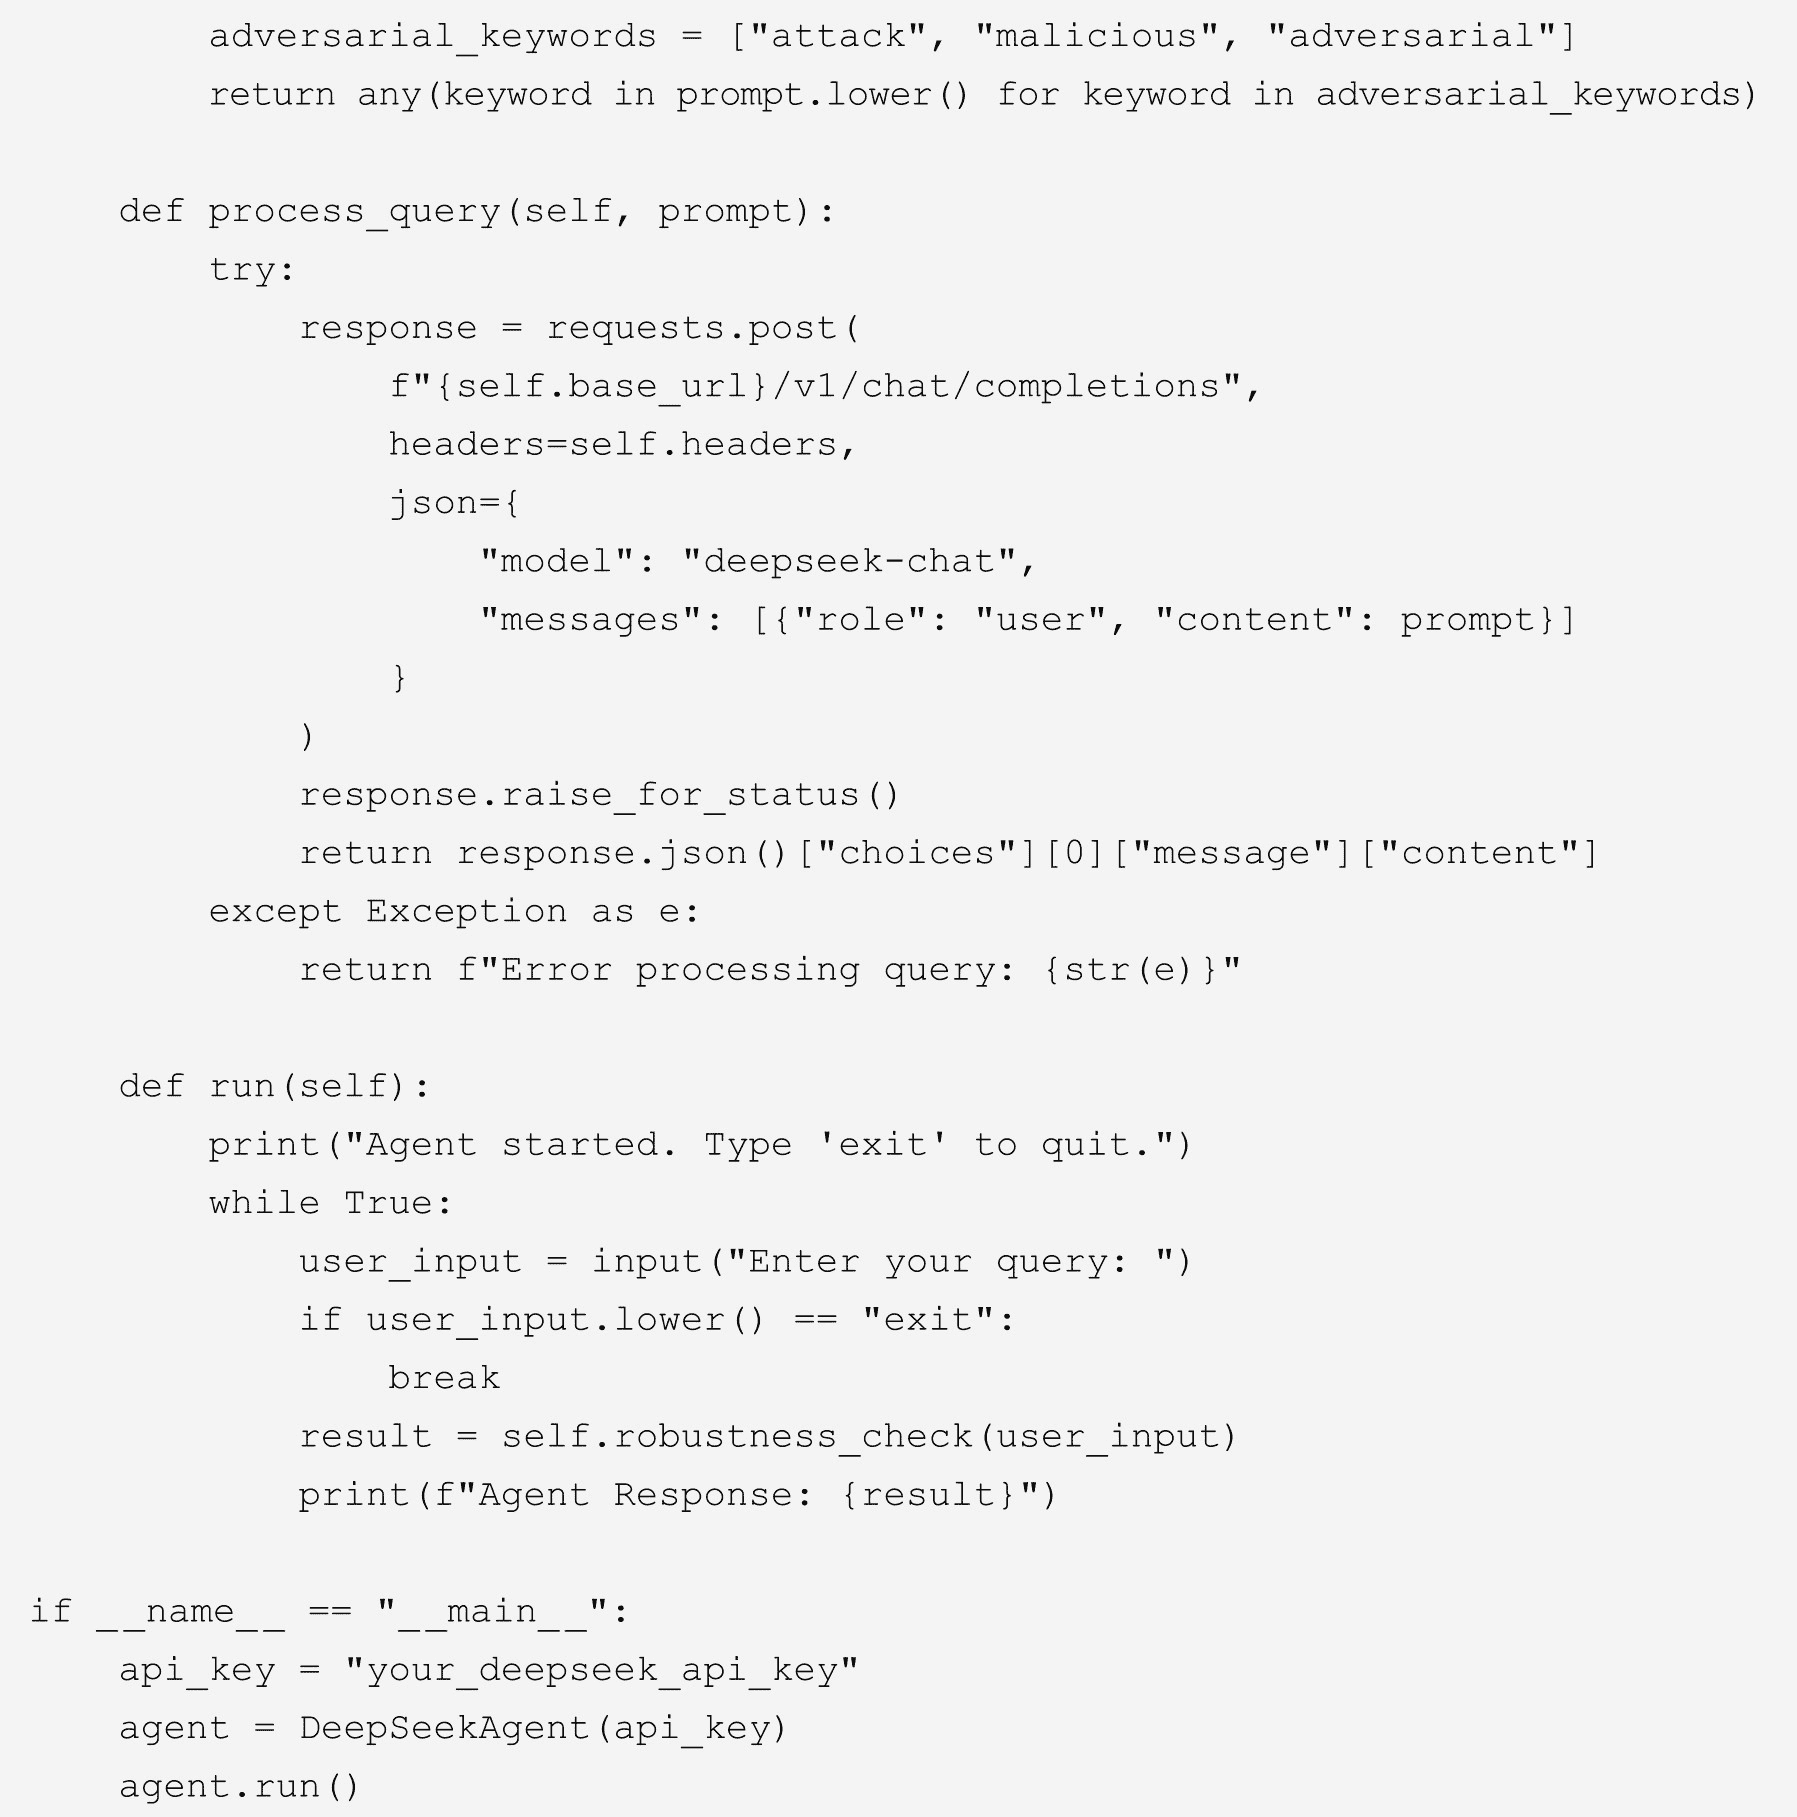 adversarial_keywords = ["attack", "malicious", "adversarial"]
        return any(keyword in prompt.lower() for keyword in adversarial_keywords)

    def process_query(self, prompt):
        try:
            response = requests.post(
                f"{self.base_url}/v1/chat/completions",
                headers=self.headers,
                json={
                    "model": "deepseek-chat",
                    "messages": [{"role": "user", "content": prompt}]
                }
            )
            response.raise_for_status()
            return response.json()["choices"][0]["message"]["content"]
        except Exception as e:
            return f"Error processing query: {str(e)}"

    def run(self):
        print("Agent started. Type 'exit' to quit.")
        while True:
            user_input = input("Enter your query: ")
            if user_input.lower() == "exit":
                break
            result = self.robustness_check(user_input)
            print(f"Agent Response: {result}")

if __name__ == "__main__":
    api_key = "your_deepseek_api_key"
    agent = DeepSeekAgent(api_key)
    agent.run()